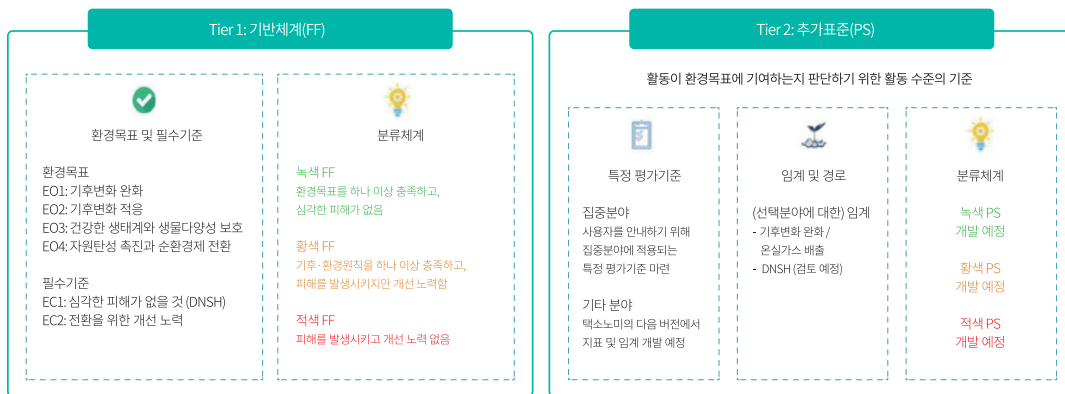 Tier 1: 기반체계(FF)
환경목표 및 필수기준
환경목표
EO1: 기후변화 완화
EO2: 기후변화 적응
EO3: 건강한 생태계와 생물다양성 보호
EO4: 자원탄성 촉진과 순환경제 전환
필수기준
EC1: 심각한 피해가 없을 것 (DNSH)
EC2: 전환을 위한 개선 노력
분류체계
녹색 FF
환경목표를 하나 이상 충족하고,
심각한 피해가 없음
황색 FF
기후·환경원칙을 하나 이상 충족하고,
피해를 발생시키지만 개선 노력함
적색 FF
피해를 발생시키고 개선 노력 없음
Tier 2: 추가표준(PS)
활동이 환경목표에 기여하는지 판단하기 위한 활동 수준의 기준
특정 평가기준
집중분야
사용자를 안내하기 위해
집중분야에 적용되는
특정 평가기준 마련
기타 분야
택소노미의 다음 버전에서
지표 및 임계 개발 예정
임계 및 경로
(선택분야에 대한) 임계
- 기후변화 완화 /
온실가스 배출
- DNSH (검토 예정)
분류체계
녹색 PS
개발 예정
황색 PS
개발 예정
적색 PS
개발 예정